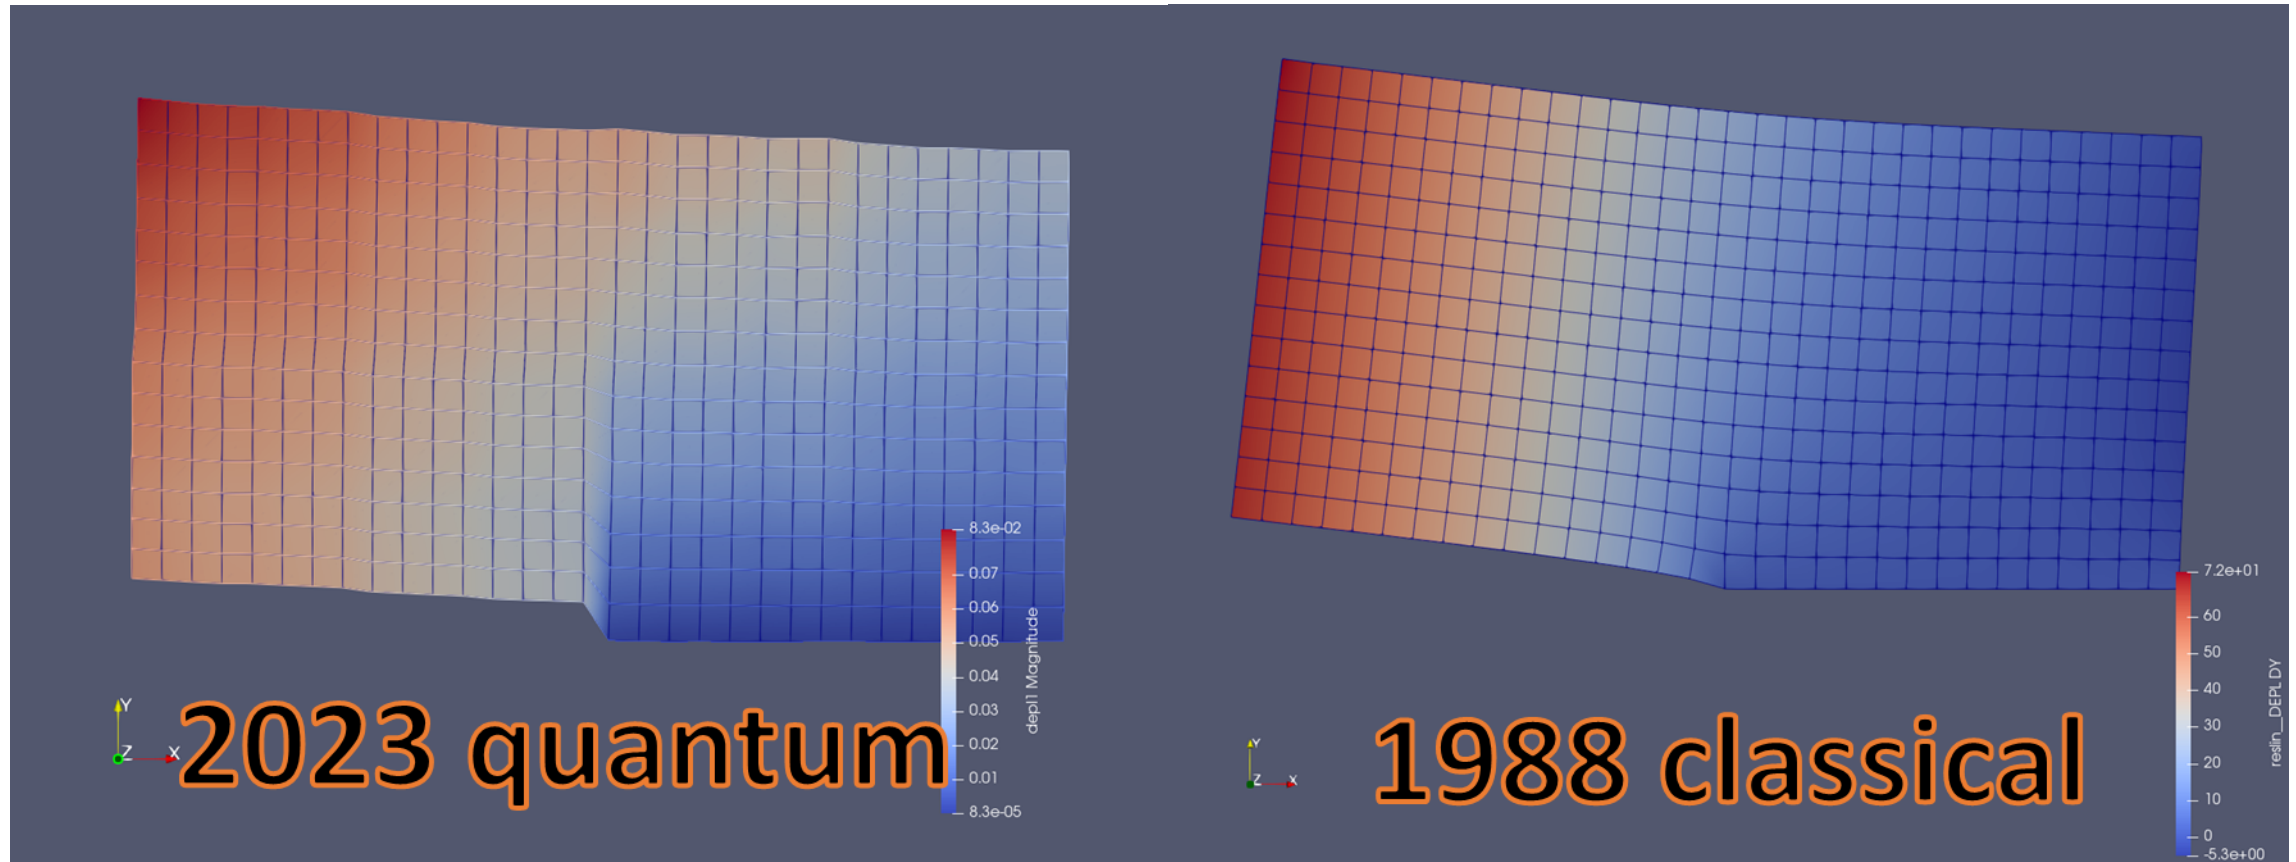 8.3e-02
0.07
0.06
0.05
0.04
0.03
0.02
0.01
8.3e-05
depl1 Magnitude
Y
Z
X
2023 quantum
7.2e+01
60
50
40
30
20
10
0
-5.3e+00
reslin__DEPL DY
Y
Z
X
1988 classical